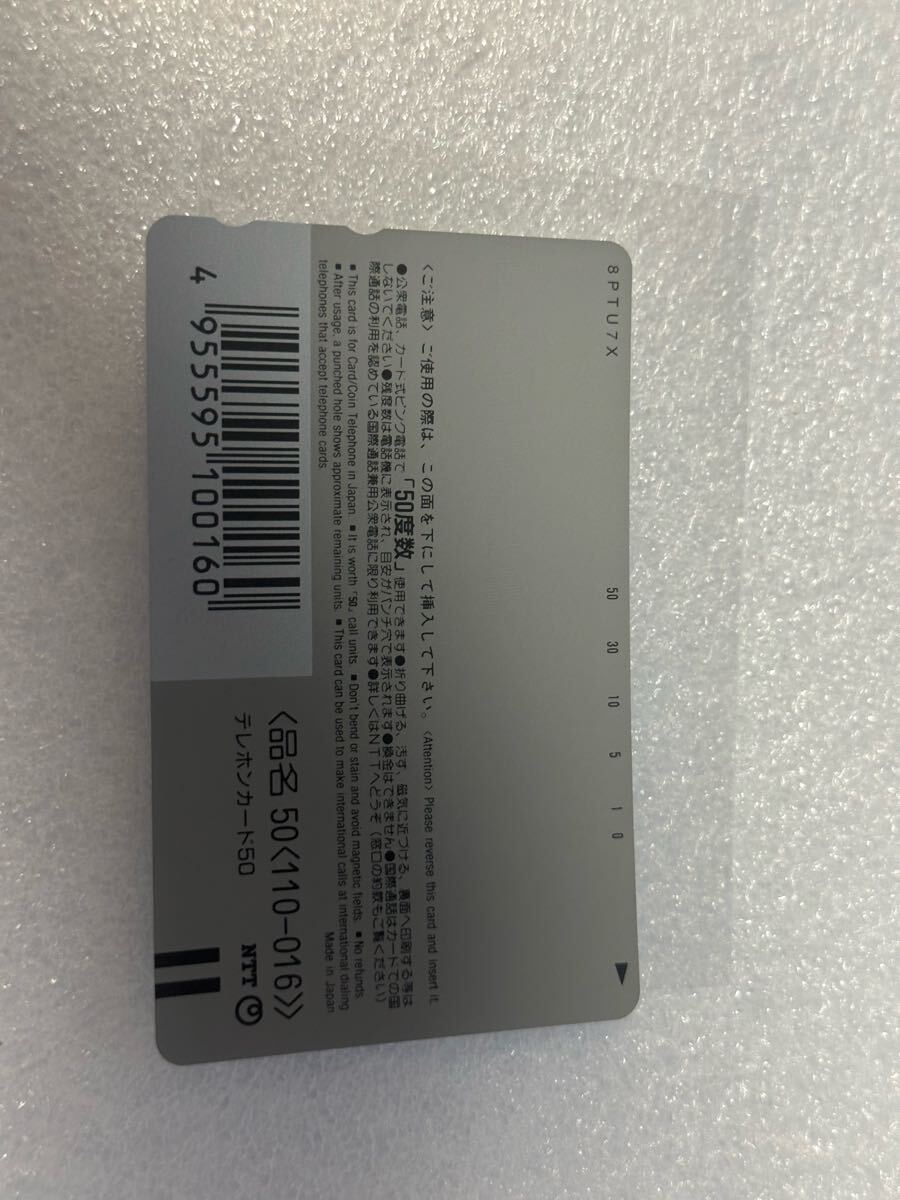 8PTU7X
50 30 10 5 1 0
〈ご注意〉ご使用の際は、この面を下にして挿入して下さい。〈Attention〉Please reverse this card and insert it.
●公衆電話、カード式ピンク電話で「50度数」使用できます●折り曲げる、汚す、磁気に近づける、裏面へ印刷する等は
しないでください●残度数は電話機に表示され、目安がパンチ穴で表示されます●換金はできません●国際通話はカードでの国
際通話の利用を認めている国際通話兼用公衆電話に限り利用できます●詳しくはNTTへどうぞ(窓口の約款もご覧ください)
■This card is for Card/Coin Telephone in Japan. ■It is worth「50」call units. ■Don't bend or stain and avoid magnetic fields. ■No refunds.
■After usage, a punched hole shows approximate remaining units. ■This card can be used to make international calls at international dialing
telephones that accept telephone cards. Made in Japan
〈品名 50〈110-016〉〉
テレホンカード50
NTT
4 955595 100160